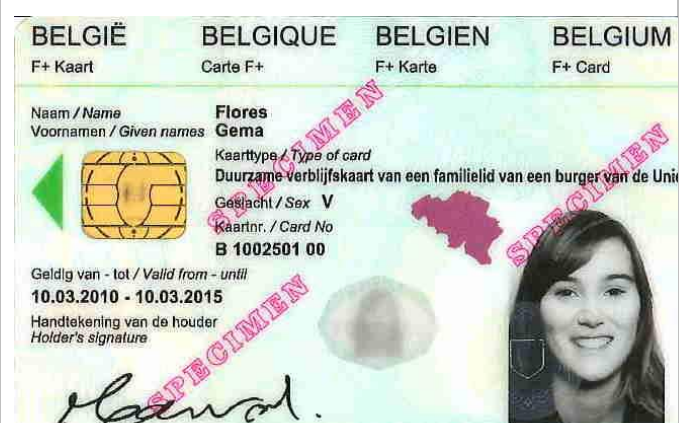 BELGIË BELGIQUE BELGIEN BELGIUM
F+ Kaart Carte F+ F+ Karte F+ Card
Naam / Name Flores
Voornamen / Given names Gema
Kaarttype / Type of card
Duurzame verblijfskaart van een familielid van een burger van de Unie
Geslacht / Sex V
Kaartnr. / Card No
B 1002501 00
Geldig van - tot / Valid from - until
10.03.2010 - 10.03.2015
Handtekening van de houder
Holder's signature
SPECIMEN
SPECIMEN
SPECIMEN